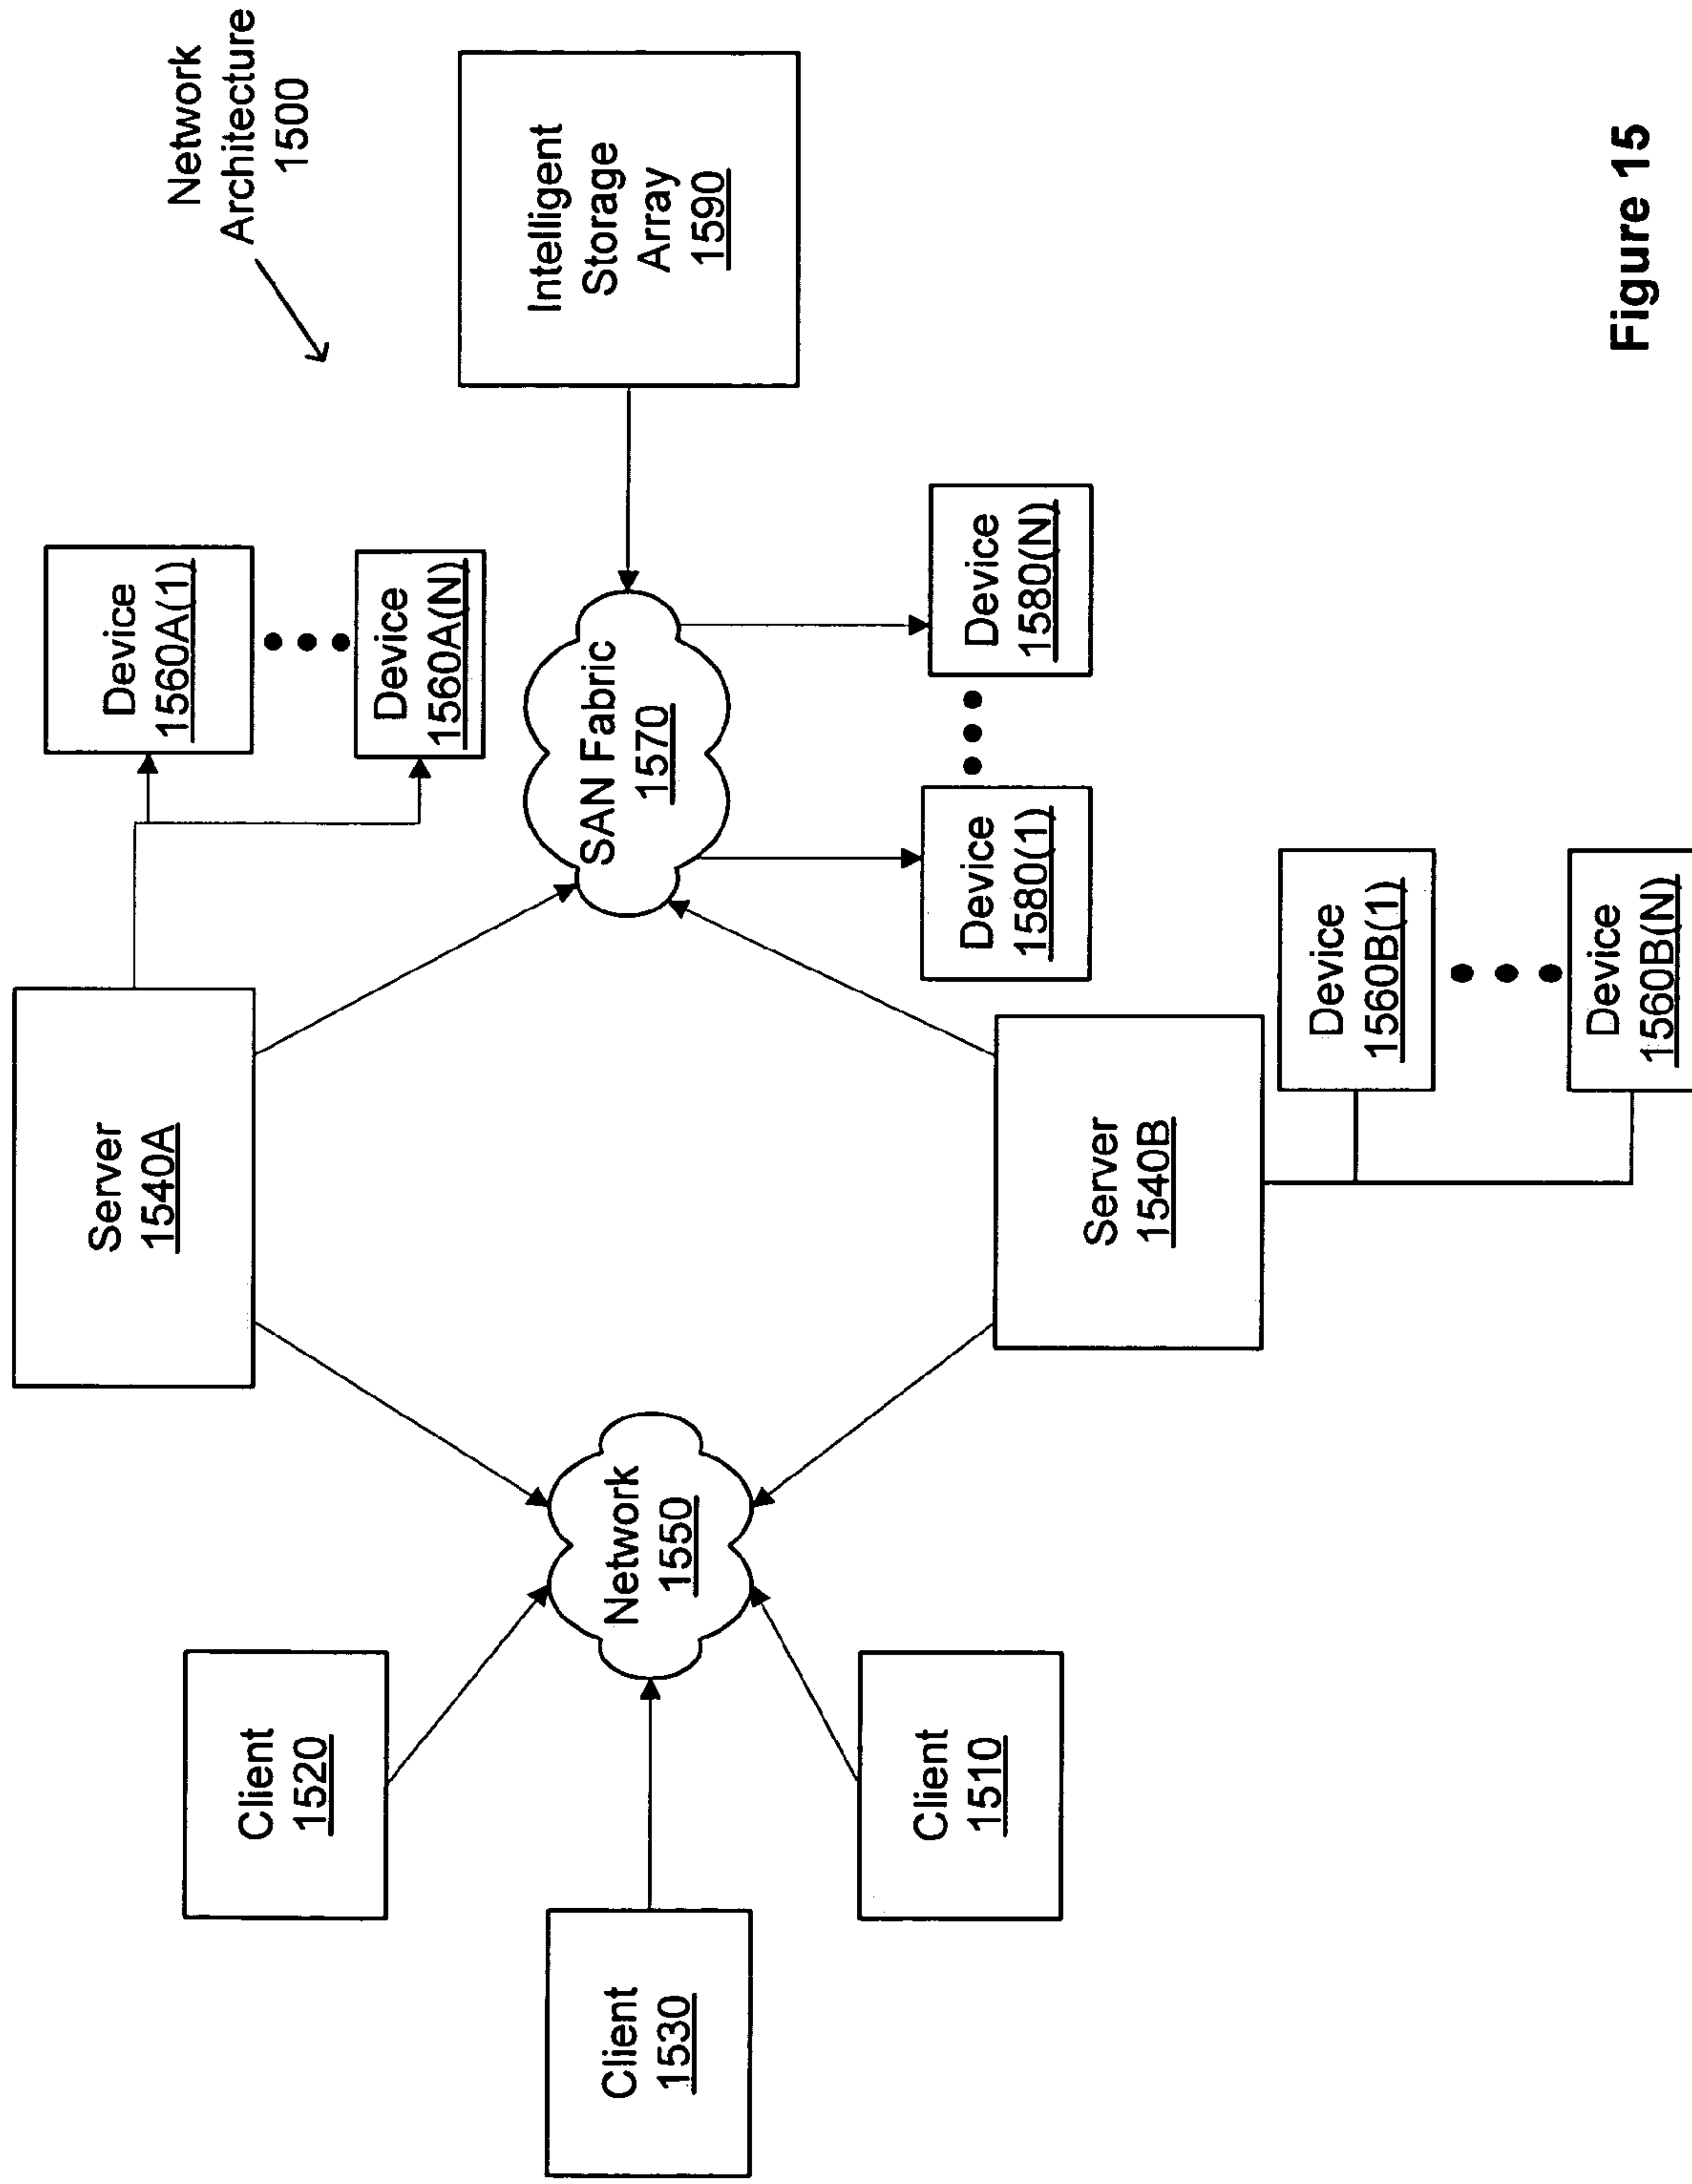 Network
Architecture
1500
Server
1540A
Device
1560A(1)
Device
1560A(N)
Client
1520
Client
1530
Network
1550
SAN Fabric
1570
Intelligent
Storage
Array
1590
Client
1510
Server
1540B
Device
1580(1)
Device
1580(N)
Device
1560B(1)
Device
1560B(N)
Figure 15